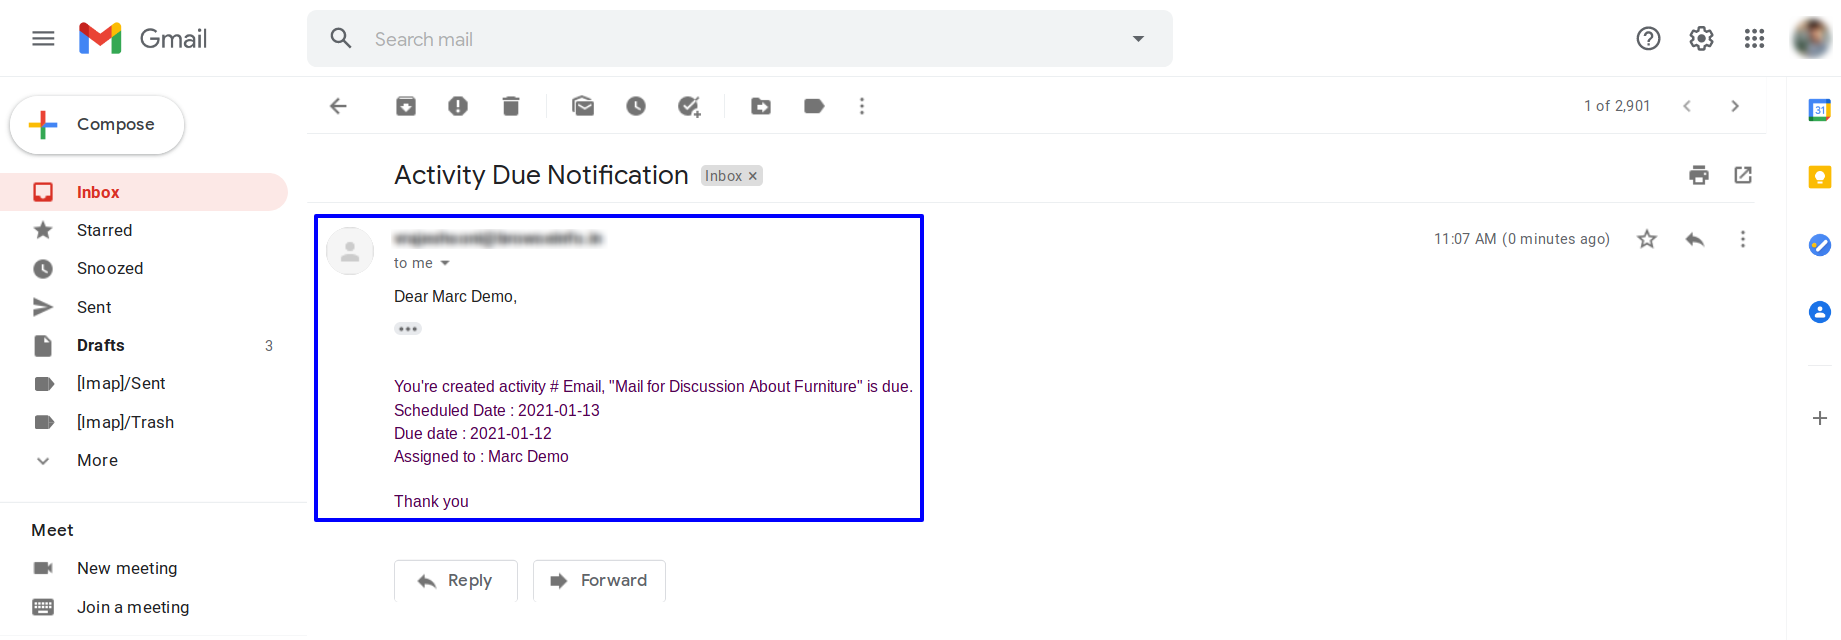 Gmail
Search mail
Compose
1 of 2,901
31
Activity Due Notification Inbox ×
Inbox
Starred
Snoozed
Sent
Drafts 3
[Imap]/Sent
[Imap]/Trash
More
11:07 AM (0 minutes ago)
to me
Dear Marc Demo,
You're created activity # Email, "Mail for Discussion About Furniture" is due.
Scheduled Date : 2021-01-13
Due date : 2021-01-12
Assigned to : Marc Demo
Thank you
Reply
Forward
Meet
New meeting
Join a meeting